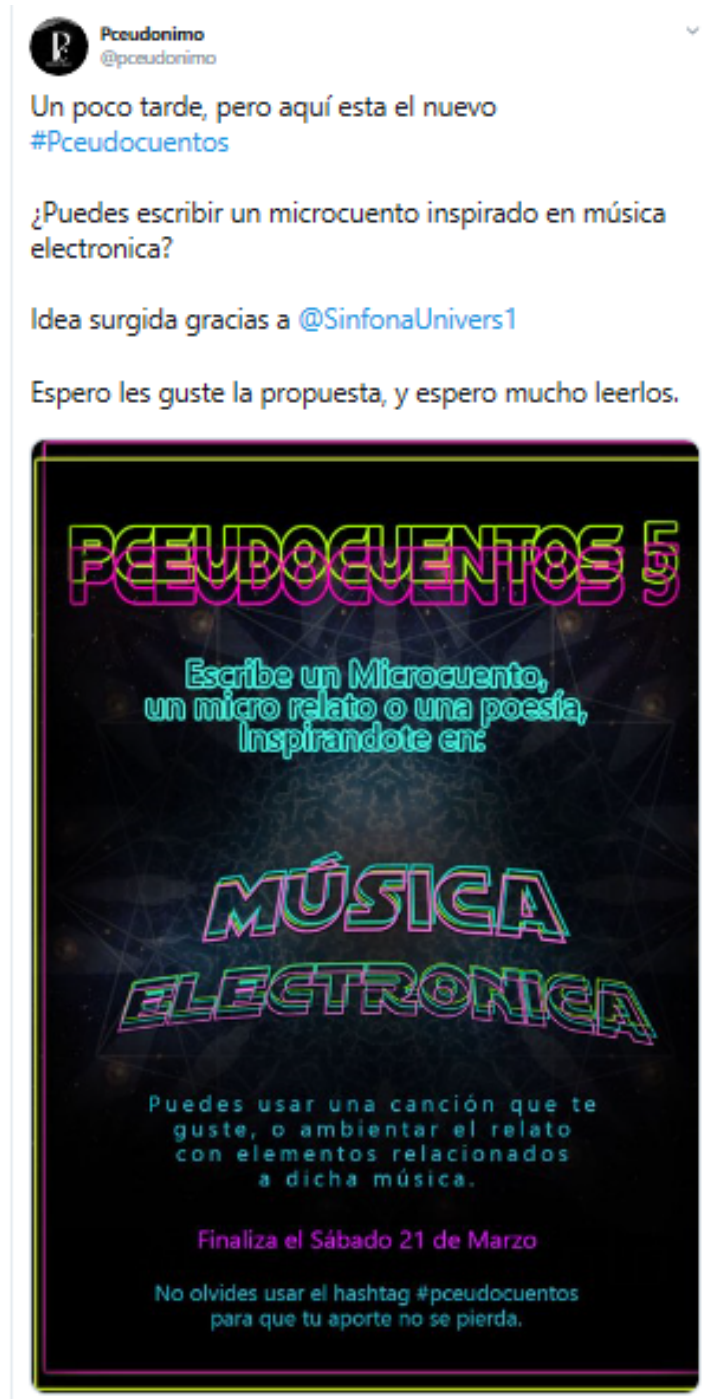 Pceudonimo
@pceudonimo
Un poco tarde, pero aquí esta el nuevo
#Pceudocuentos
¿Puedes escribir un microcuento inspirado en música
electronica?
Idea surgida gracias a @SinfonaUnivers1
Espero les guste la propuesta, y espero mucho leerlos.
PCEUDOCUENTOS 5
Escribe un Microcuento,
un micro relato o una poesía,
Inspirandote en:
MÚSICA
ELECTRONICA
Puedes usar una canción que te
guste, o ambientar el relato
con elementos relacionados
a dicha música.
Finaliza el Sábado 21 de Marzo
No olvides usar el hashtag #pceudocuentos
para que tu aporte no se pierda.